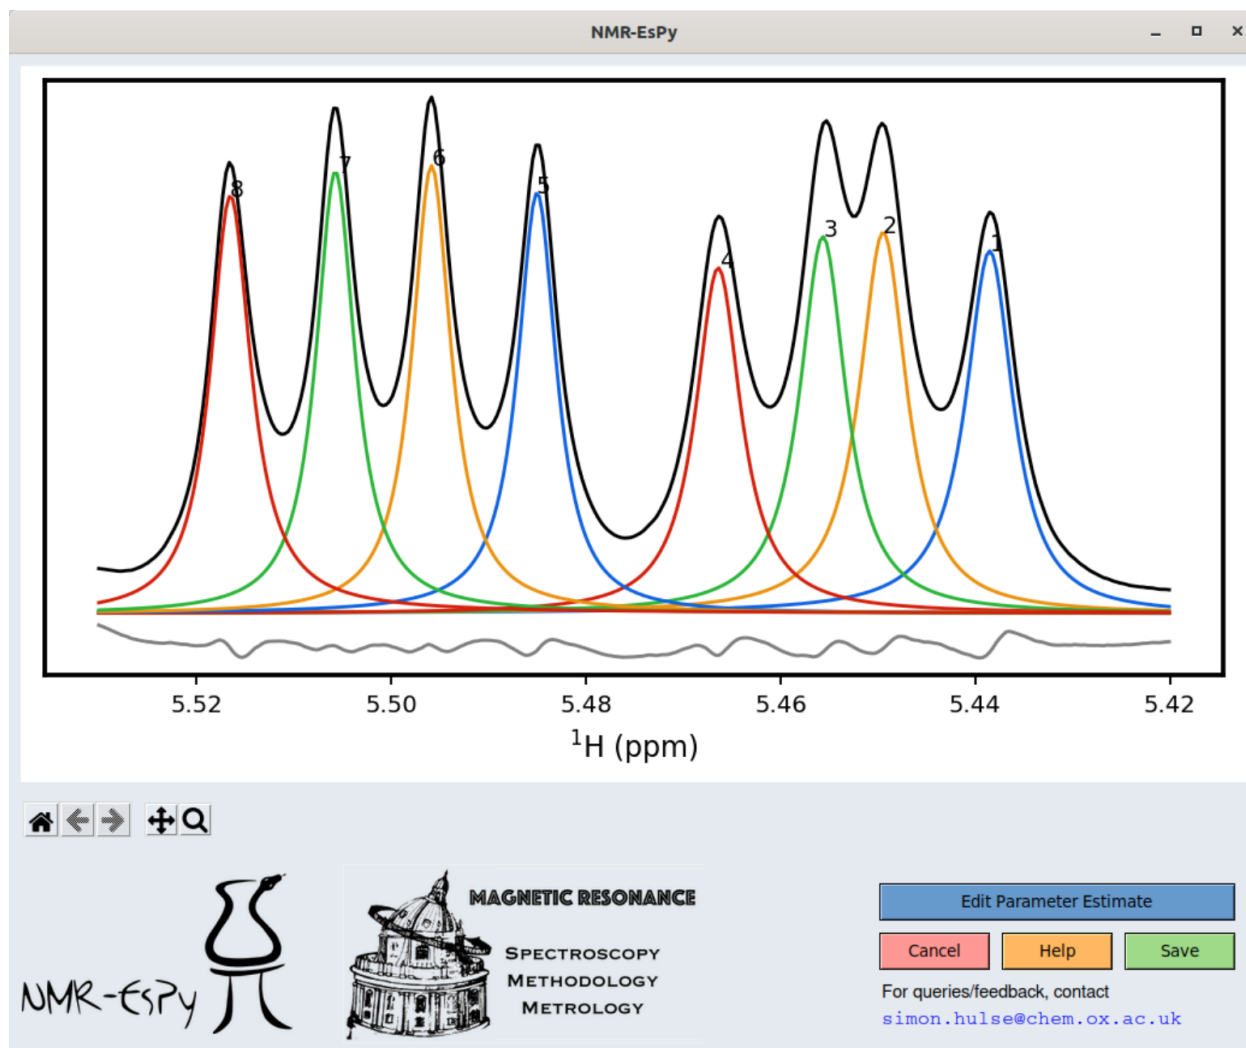 NMR-EsPy
8
7
6
5
4
3
2
1
5.52 5.50 5.48 5.46 5.44 5.42
¹H (ppm)
NMR-EsPy
MAGNETIC RESONANCE
SPECTROSCOPY
METHODOLOGY
METROLOGY
Edit Parameter Estimate
Cancel Help Save
For queries/feedback, contact
simon.hulse@chem.ox.ac.uk